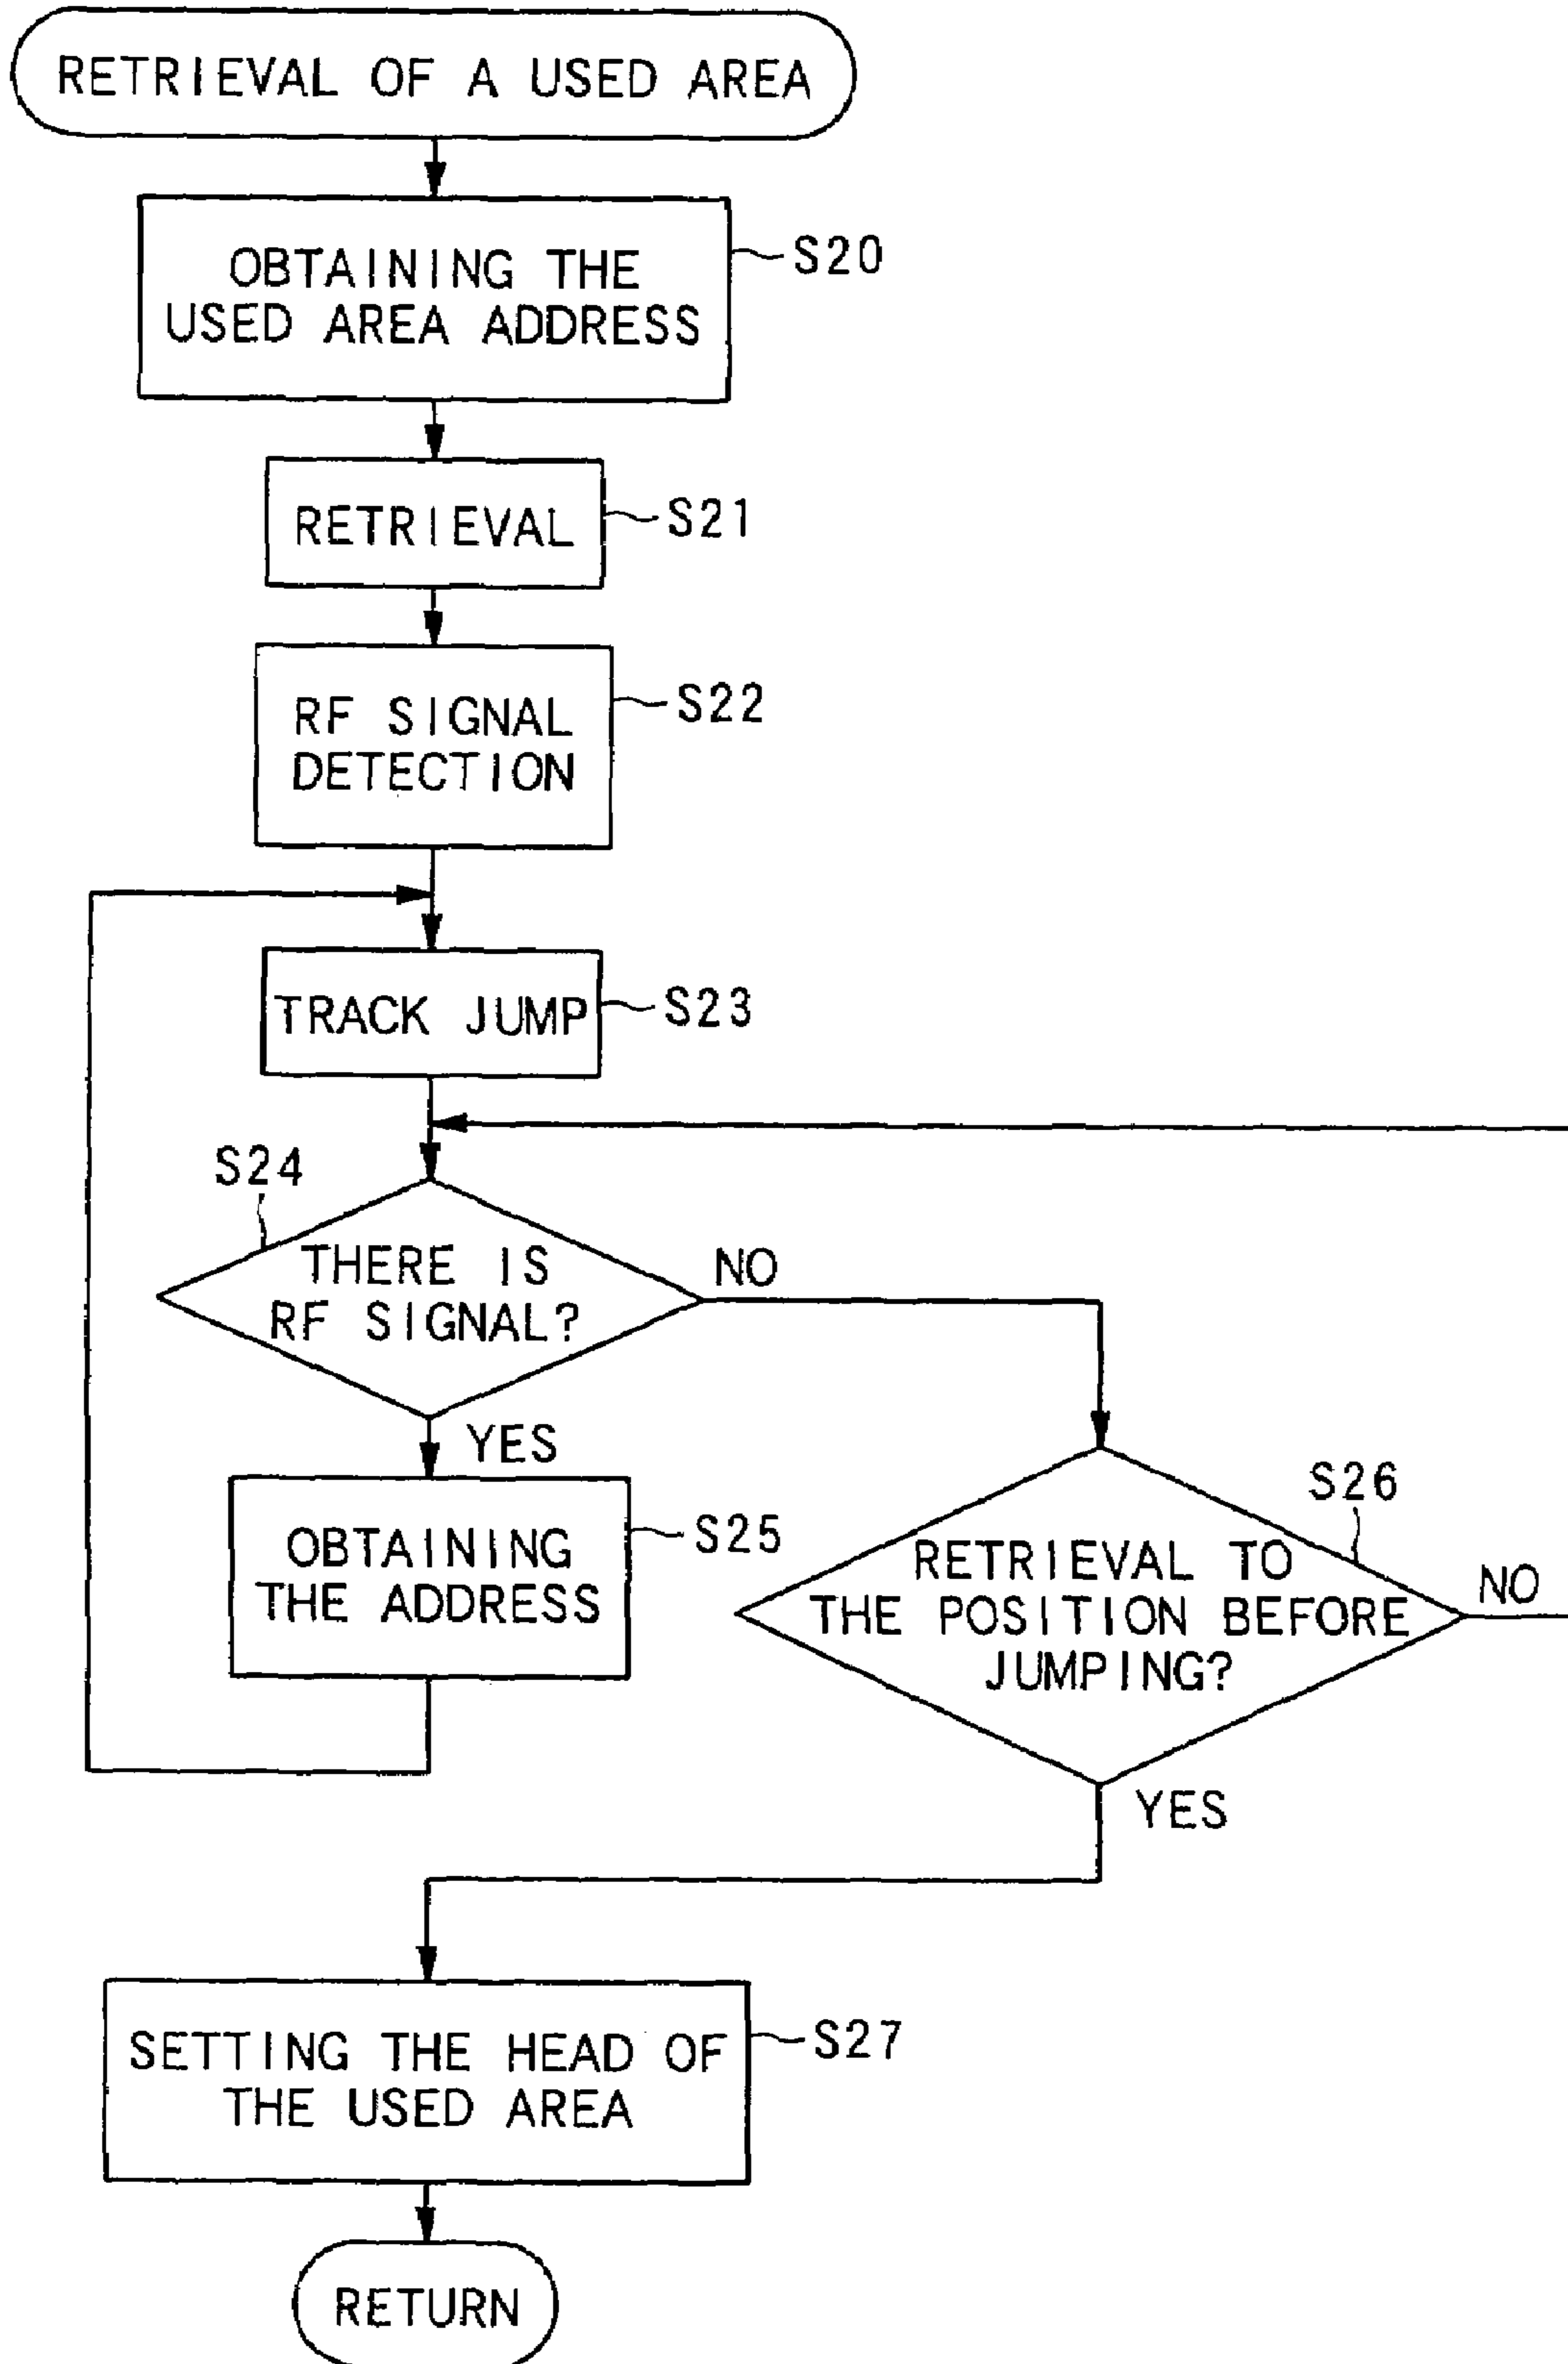 RETRIEVAL OF A USED AREA
OBTAINING THE
USED AREA ADDRESS
S20
RETRIEVAL
S21
RF SIGNAL
DETECTION
S22
TRACK JUMP
S23
S24
THERE IS
RF SIGNAL?
NO
YES
OBTAINING
THE ADDRESS
S25
S26
RETRIEVAL TO
THE POSITION BEFORE
JUMPING?
NO
YES
SETTING THE HEAD OF
THE USED AREA
S27
RETURN